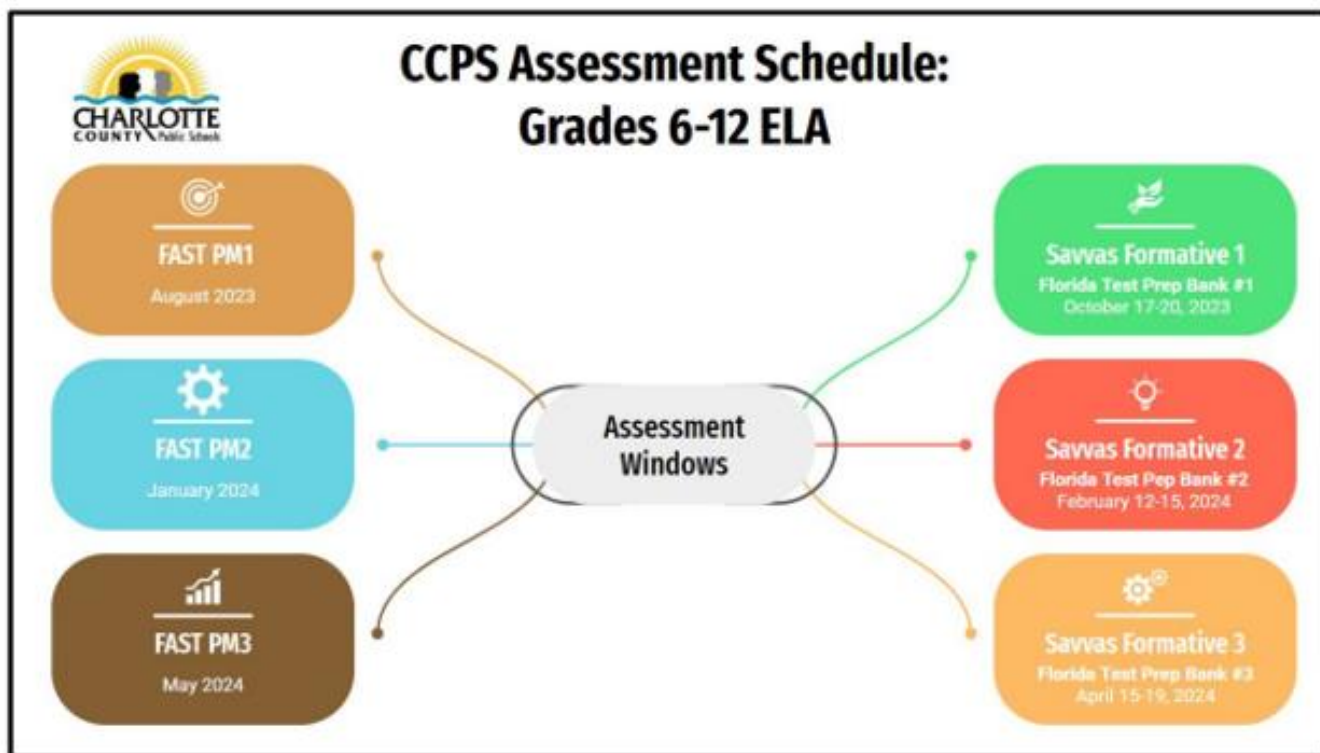 CHARLOTTE
COUNTY Public Schools
CCPS Assessment Schedule:
Grades 6-12 ELA
FAST PM1
August 2023
FAST PM2
January 2024
FAST PM3
May 2024
Assessment
Windows
Savvas Formative 1
Florida Test Prep Bank #1
October 17-20, 2023
Savvas Formative 2
Florida Test Pep Bank #2
February 12-15, 2024
Savvas Formative 3
Florida Test Prep Bank #3
April 15-19, 2024